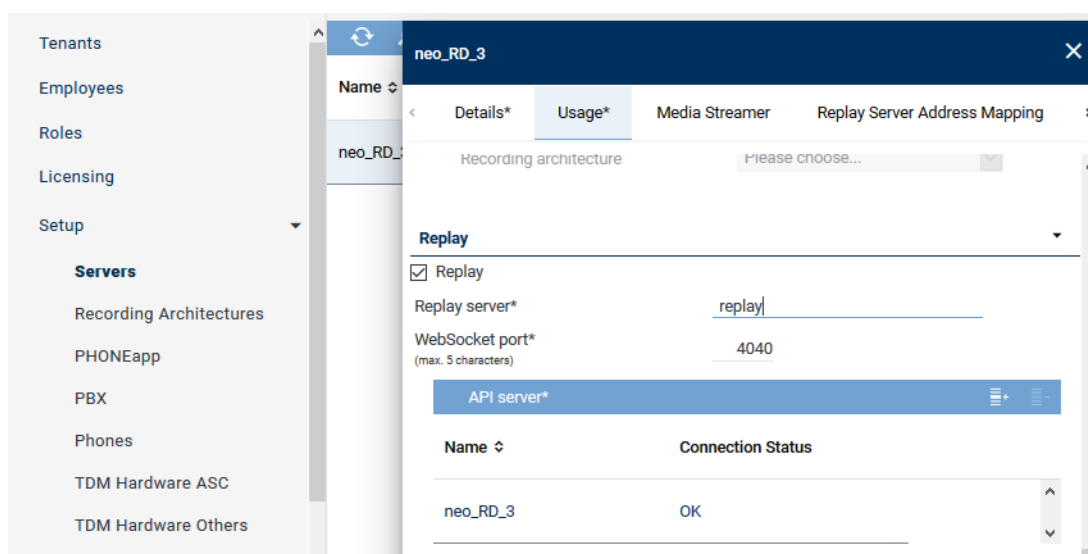 Tenants
Employees
Roles
Licensing
Setup
Servers
Recording Architectures
PHONEapp
PBX
Phones
TDM Hardware ASC
TDM Hardware Others
Name
neo_RD_3
neo_RD_3
Details*
Usage*
Media Streamer
Replay Server Address Mapping
Recording architecture
Please choose...
Replay
Replay
Replay server*
replay
WebSocket port*
(max. 5 characters)
4040
API server*
Name
Connection Status
neo_RD_3
OK